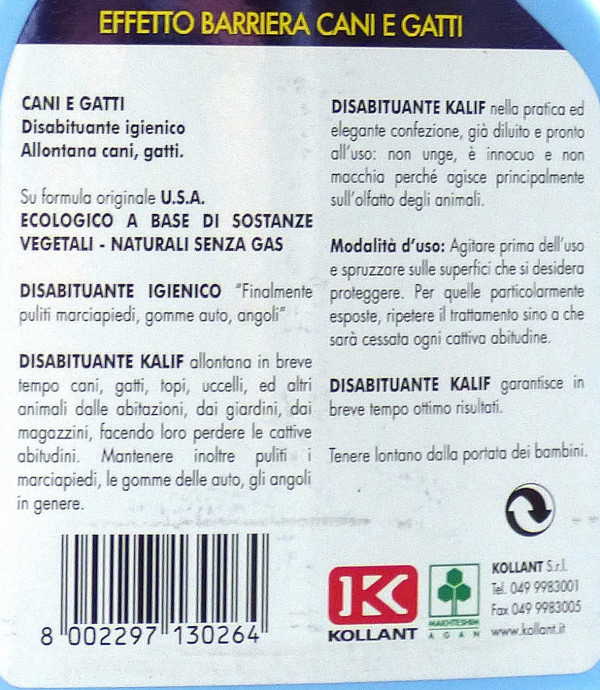 EFFETTO BARRIERA CANI E GATTI
CANI E GATTI
Disabituante igienico
Allontana cani, gatti.
Su formula originale U.S.A.
ECOLOGICO A BASE DI SOSTANZE
VEGETALI - NATURALI SENZA GAS
DISABITUANTE IGIENICO "Finalmente
puliti marciapiedi, gomme auto, angoli"
DISABITUANTE KALIF allontana in breve
tempo cani, gatti, topi, uccelli, ed altri
animali dalle abitazioni, dai giardini, dai
magazzini, facendo loro perdere le cattive
abitudini. Mantenere inoltre puliti i
marciapiedi, le gomme delle auto, gli angoli
in genere.
8 002297 130264
DISABITUANTE KALIF nella pratica ed
elegante confezione, già diluito e pronto
all'uso: non unge, è innocuo e non
macchia perché agisce principalmente
sull'olfatto degli animali.
Modalità d'uso: Agitare prima dell'uso
e spruzzare sulle superfici che si desidera
proteggere. Per quelle particolarmente
esposte, ripetere il trattamento sino a che
sarà cessata ogni cattiva abitudine.
DISABITUANTE KALIF garantisce in
breve tempo ottimo risultati.
Tenere lontano dalla portata dei bambini.
K
KOLLANT
MAKHTESHIM
AGAN
KOLLANT S.r.l.
Tel. 049 9983001
Fax 049 9983005
www.kollant.it